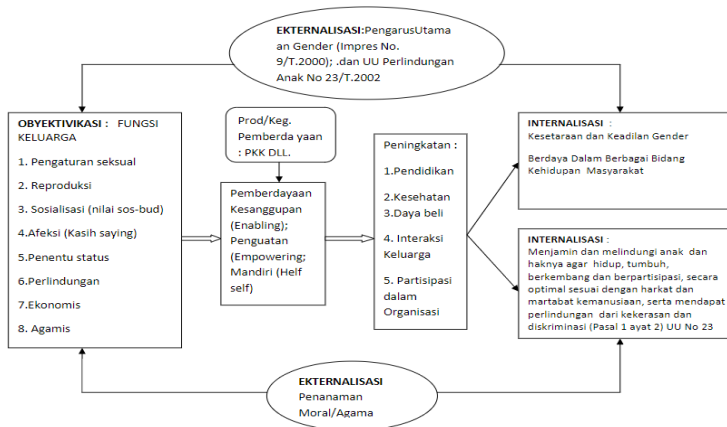 EKTERNALISASI:PengarusUtama
an Gender (Impres No.
9/T.2000); .dan UU Perlindungan
Anak No 23/T.2002
OBYEKTIVIKASI : FUNGSI
KELUARGA
1. Pengaturan seksual
2. Reproduksi
3. Sosialisasi (nilai sos-bud)
4.Afeksi (Kasih saying)
5.Penentu status
6.Perlindungan
7.Ekonomis
8. Agamis
Prod/Keg.
Pemberda yaan
: PKK DLL.
Pemberdayaan
Kesanggupan
(Enabling);
Penguatan
(Empowering;
Mandiri (Helf
self)
Peningkatan :
1.Pendidikan
2.Kesehatan
3.Daya beli
4. Interaksi
Keluarga
5. Partisipasi
dalam
Organisasi
INTERNALISASI :
Kesetaraan dan Keadilan Gender
Berdaya Dalam Berbagai Bidang
Kehidupan Masyarakat
INTERNALISASI :
Menjamin dan melindungi anak dan
haknya agar hidup, tumbuh,
berkembang dan berpartisipasi, secara
optimal sesuai dengan harkat dan
martabat kemanusiaan, serta mendapat
perlindungan dari kekerasan dan
diskriminasi (Pasal 1 ayat 2) UU No 23
EKTERNALISASI
Penanaman
Moral/Agama